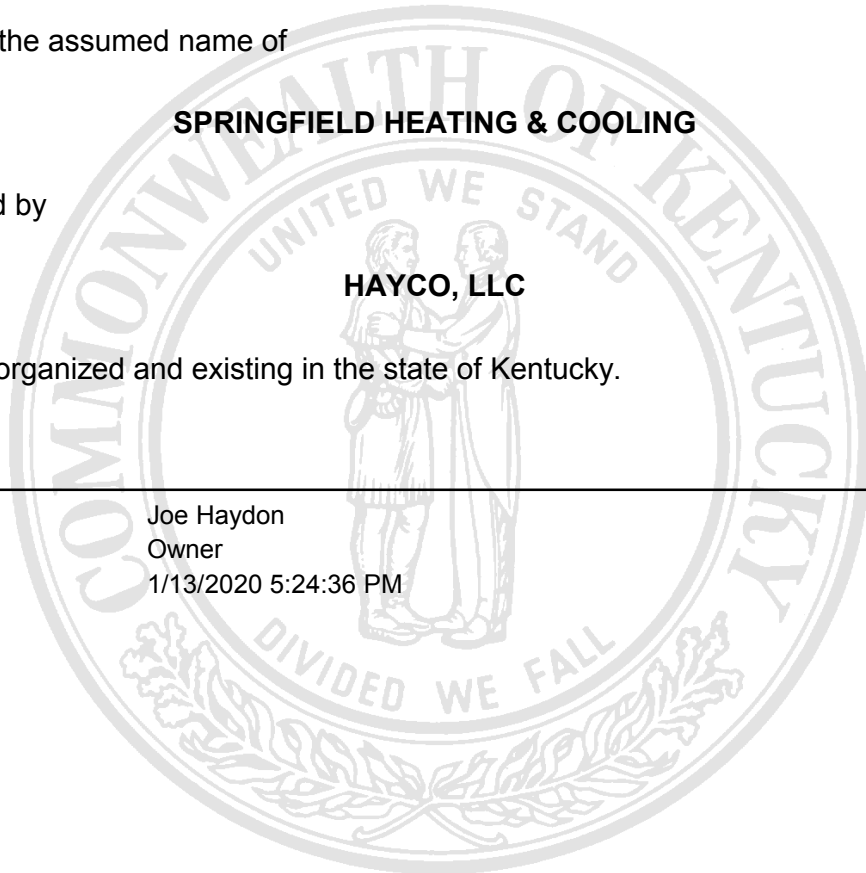 the assumed name of
SPRINGFIELD HEATING & COOLING
d by
HAYCO, LLC
organized and existing in the state of Kentucky.
Joe Haydon
Owner
1/13/2020 5:24:36 PM
COMMONWEALTH OF KENTUCKY
UNITED WE STAND
DIVIDED WE FALL